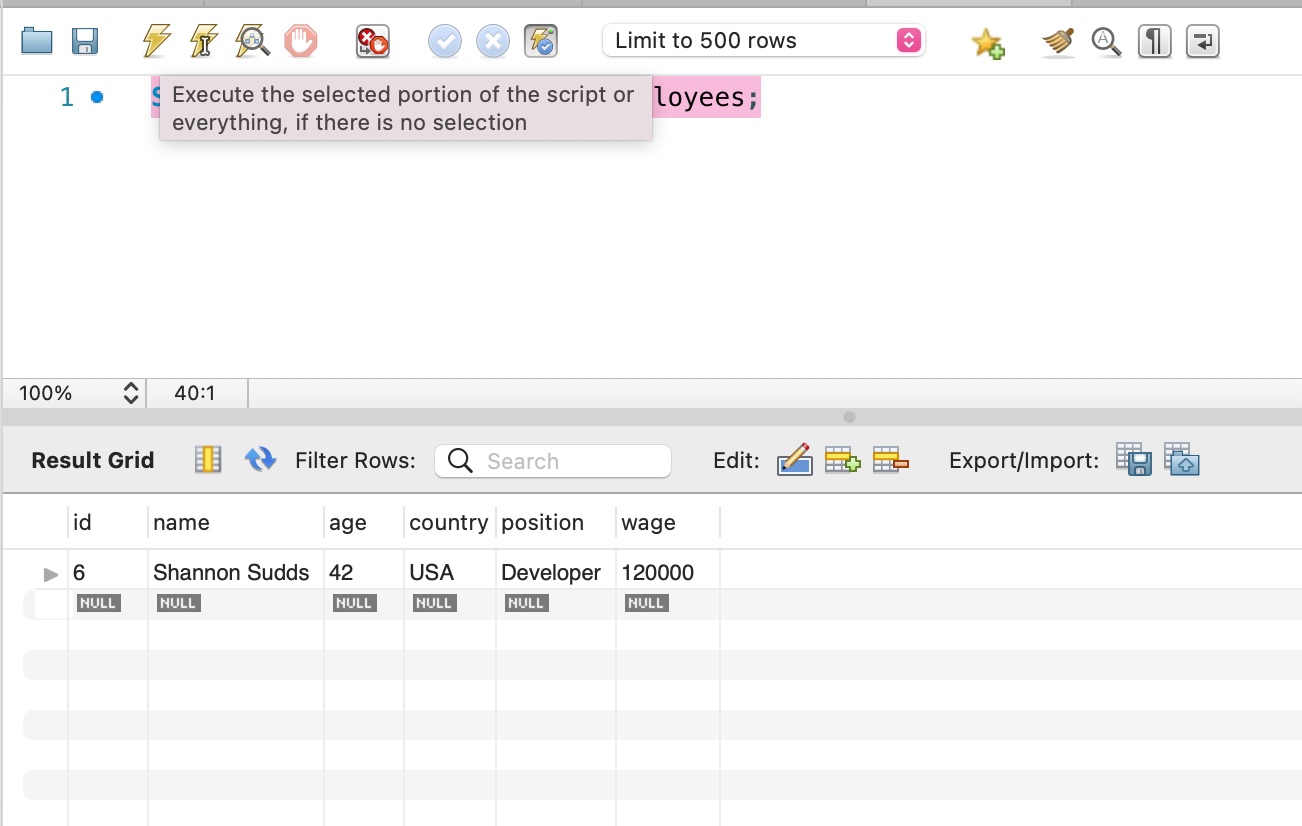 Limit to 500 rows
1 loyees;
Execute the selected portion of the script or
everything, if there is no selection
100% 40:1
Result Grid Filter Rows: Search Edit: Export/Import:
id name age country position wage
6 Shannon Sudds 42 USA Developer 120000
NULL NULL NULL NULL NULL NULL